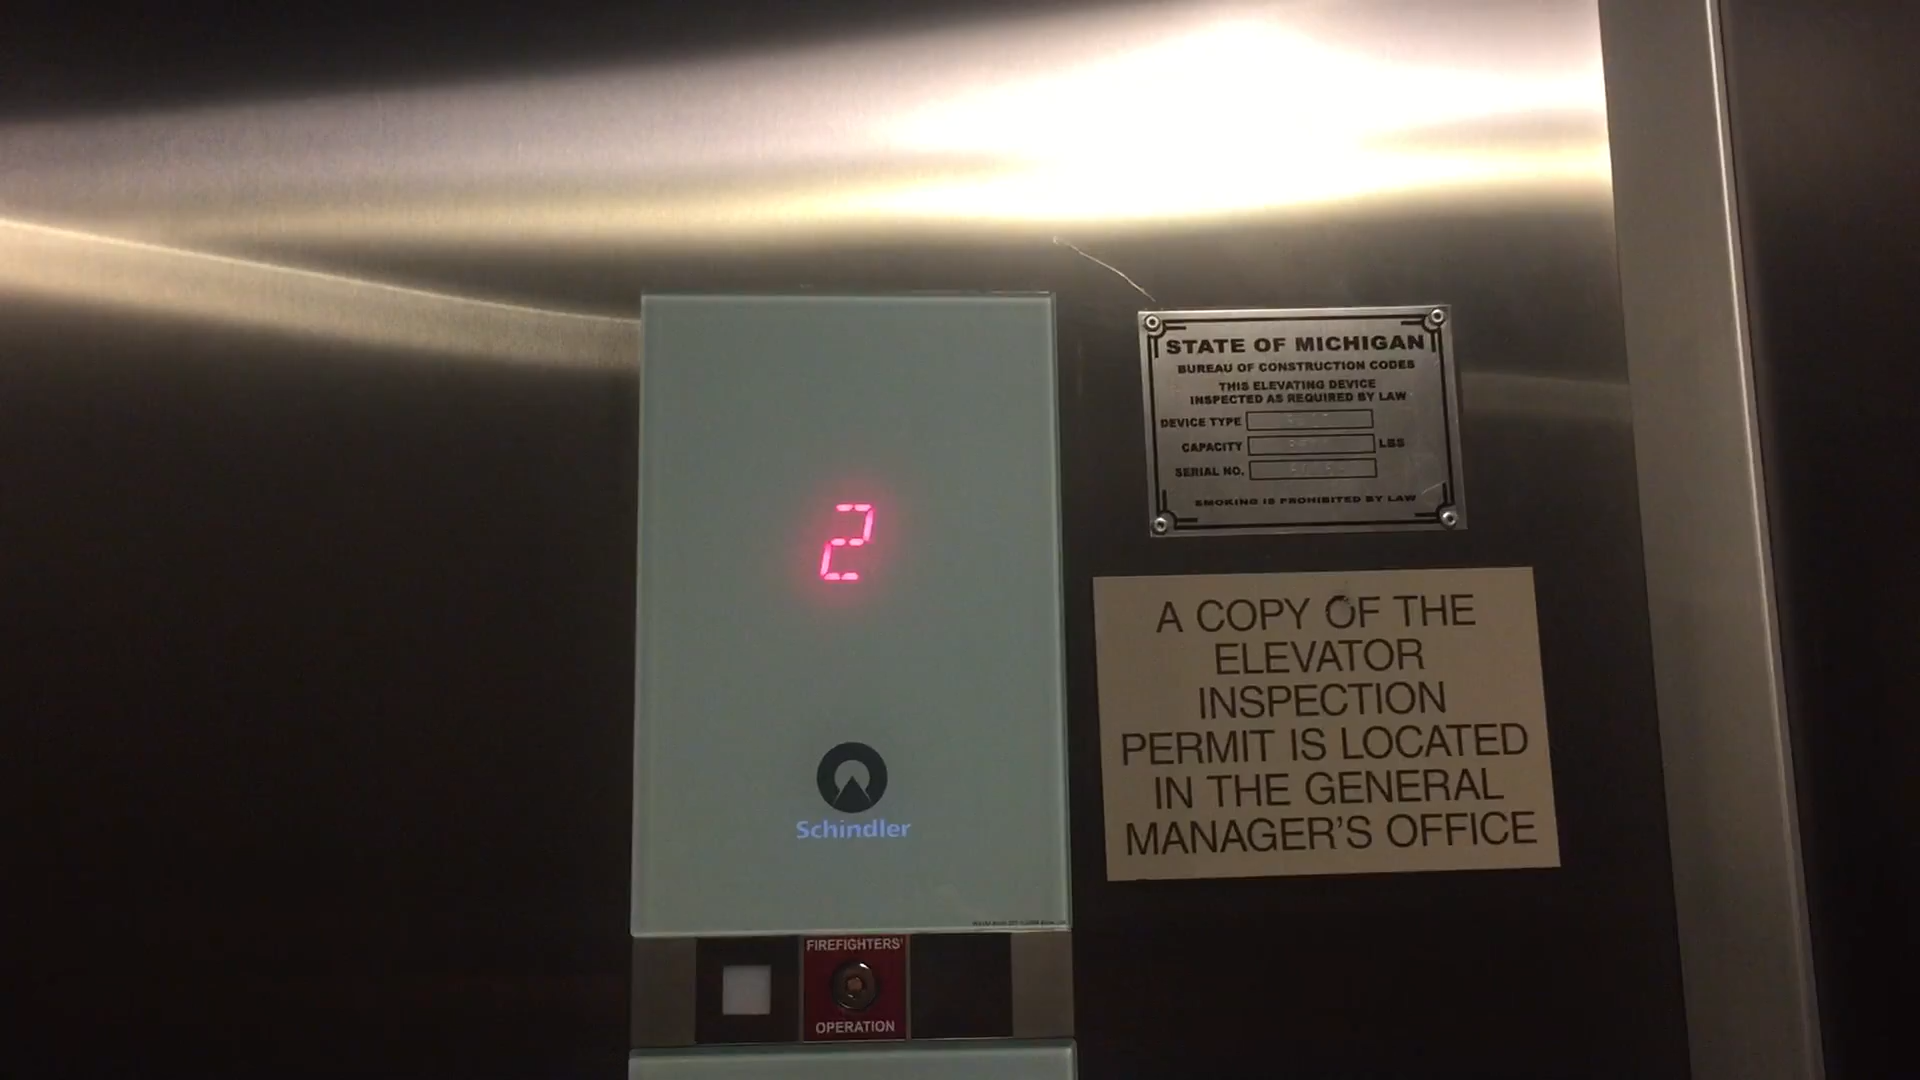 2
Schindler
FIREFIGHTERS'
OPERATION
STATE OF MICHIGAN
BUREAU OF CONSTRUCTION CODES
THIS ELEVATING DEVICE
INSPECTED AS REQUIRED BY LAW
DEVICE TYPE
CAPACITY LBS
SERIAL NO.
SMOKING IS PROHIBITED BY LAW
A COPY OF THE
ELEVATOR
INSPECTION
PERMIT IS LOCATED
IN THE GENERAL
MANAGER'S OFFICE